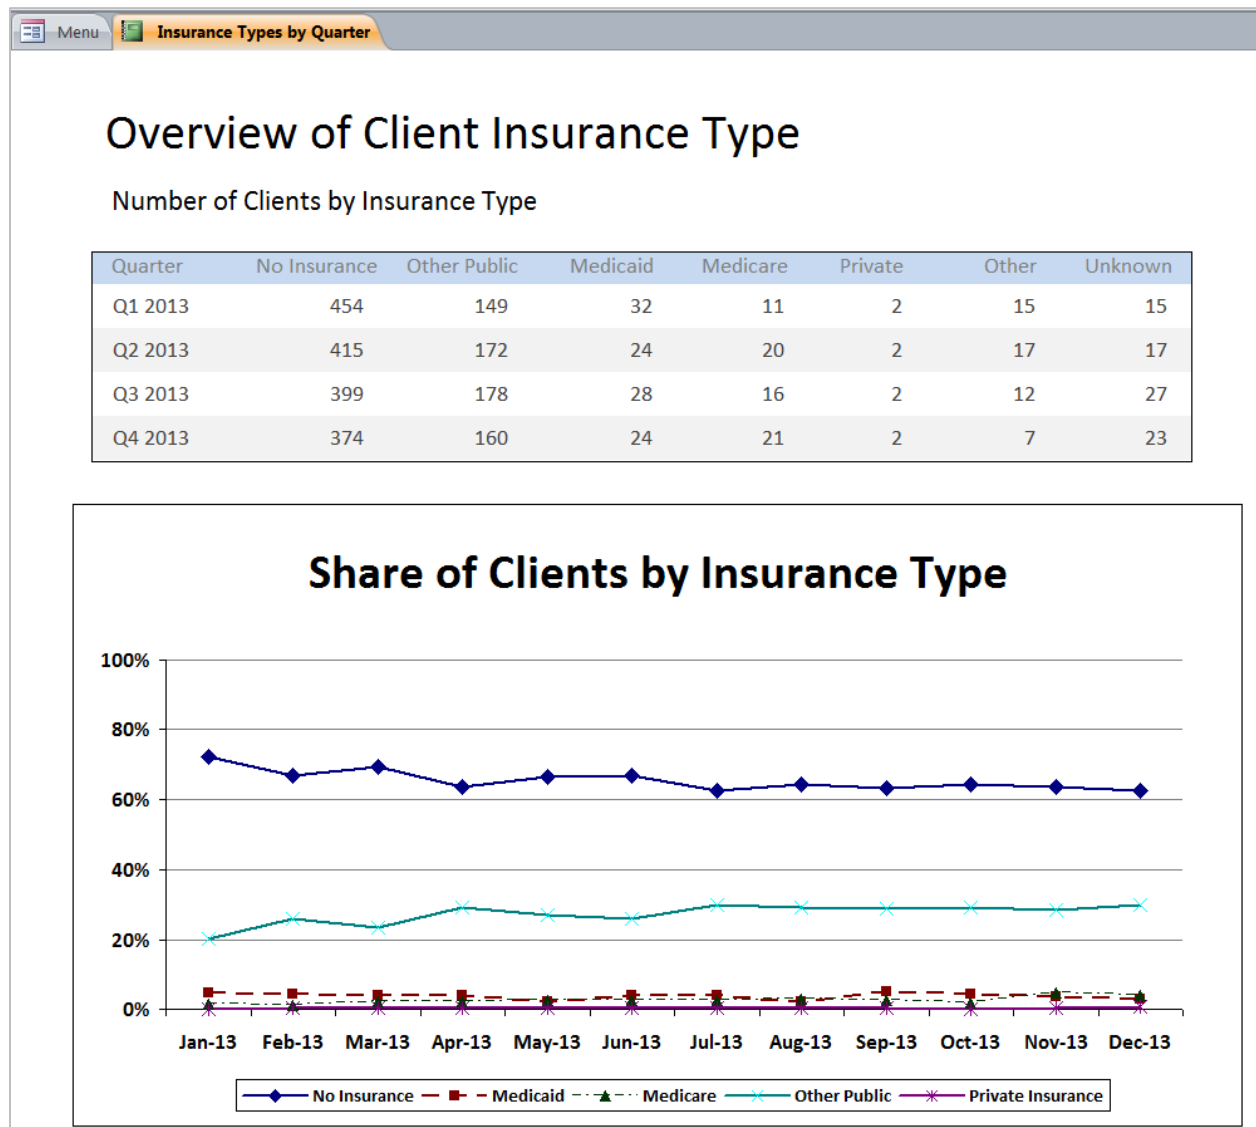 Menu Insurance Types by Quarter
Overview of Client Insurance Type
Number of Clients by Insurance Type
Quarter No Insurance Other Public Medicaid Medicare Private Other Unknown
Q1 2013 454 149 32 11 2 15 15
Q2 2013 415 172 24 20 2 17 17
Q3 2013 399 178 28 16 2 12 27
Q4 2013 374 160 24 21 2 7 23
Share of Clients by Insurance Type
100%
80%
60%
40%
20%
0%
Jan-13 Feb-13 Mar-13 Apr-13 May-13 Jun-13 Jul-13 Aug-13 Sep-13 Oct-13 Nov-13 Dec-13
No Insurance Medicaid Medicare Other Public Private Insurance